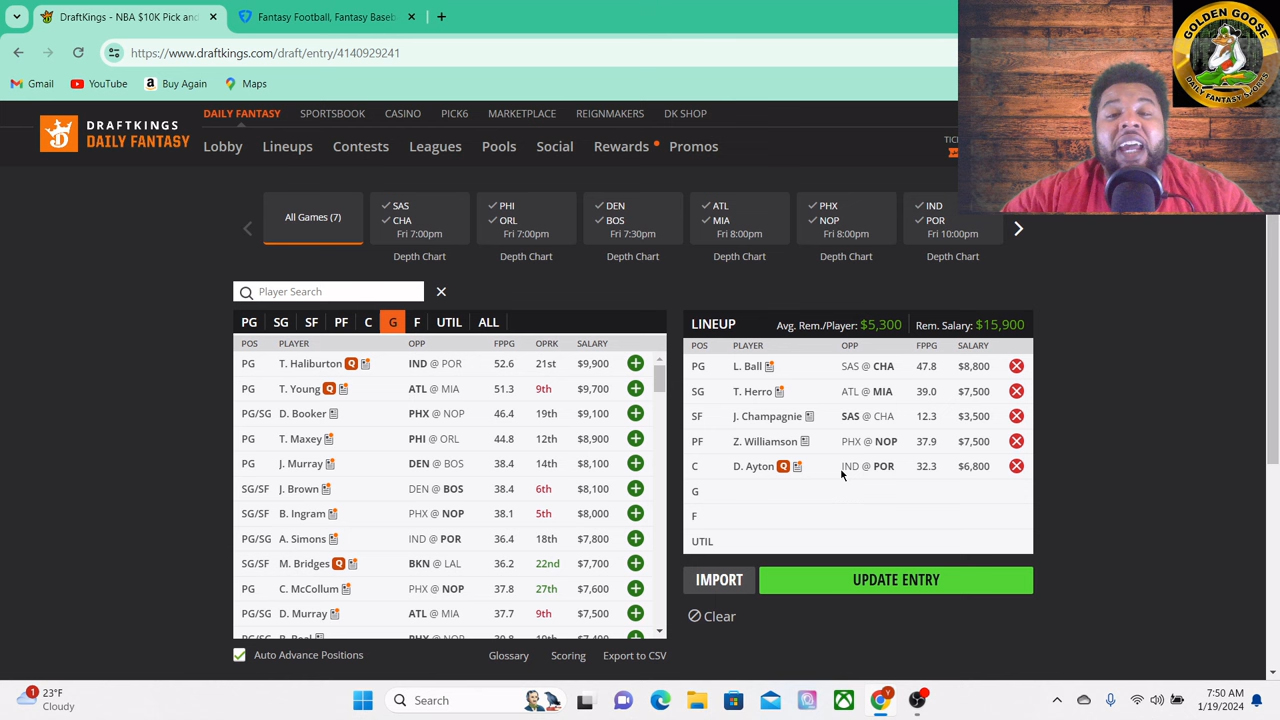 DraftKings - NBA $10K Pick and
Fantasy Football, Fantasy Baseb
https://www.draftkings.com/draft/entry/4140929241
Gmail
YouTube
Buy Again
Maps
GOLDEN GOOSE
DAILY FANTASY SPORTS
DRAFTKINGS
DAILY FANTASY
DAILY FANTASY SPORTSBOOK CASINO PICK6 MARKETPLACE REIGNMAKERS DK SHOP
Lobby Lineups Contests Leagues Pools Social Rewards Promos
TIC
All Games (7)
SAS
CHA
Fri 7:00pm
Depth Chart
PHI
ORL
Fri 7:00pm
Depth Chart
DEN
BOS
Fri 7:30pm
Depth Chart
ATL
MIA
Fri 8:00pm
Depth Chart
PHX
NOP
Fri 8:00pm
Depth Chart
IND
POR
Fri 10:00pm
Depth Chart
Player Search
PG SG SF PF C G F UTIL ALL
POS PLAYER OPP FPPG OPRK SALARY
PG T. Haliburton Q IND @ POR 52.6 21st $9,900
PG T. Young Q ATL @ MIA 51.3 9th $9,700
PG/SG D. Booker PHX @ NOP 46.4 19th $9,100
PG T. Maxey PHI @ ORL 44.8 12th $8,900
PG J. Murray DEN @ BOS 38.4 14th $8,100
SG/SF J. Brown DEN @ BOS 38.4 6th $8,100
SG/SF B. Ingram PHX @ NOP 38.1 5th $8,000
PG/SG A. Simons IND @ POR 36.4 18th $7,800
SG/SF M. Bridges Q BKN @ LAL 36.2 22nd $7,700
PG C. McCollum PHX @ NOP 37.8 27th $7,600
PG/SG D. Murray ATL @ MIA 37.7 9th $7,500
PG/SG B. Beal PHX @ NOP 30.8 19th $7,400
Auto Advance Positions
Glossary Scoring Export to CSV
LINEUP Avg. Rem./Player: $5,300 Rem. Salary: $15,900
POS PLAYER OPP FPPG SALARY
PG L. Ball SAS @ CHA 47.8 $8,800
SG T. Herro ATL @ MIA 39.0 $7,500
SF J. Champagnie SAS @ CHA 12.3 $3,500
PF Z. Williamson PHX @ NOP 37.9 $7,500
C D. Ayton Q IND @ POR 32.3 $6,800
G
F
UTIL
IMPORT
UPDATE ENTRY
Clear
1
23°F
Cloudy
Search
7:50 AM
1/19/2024